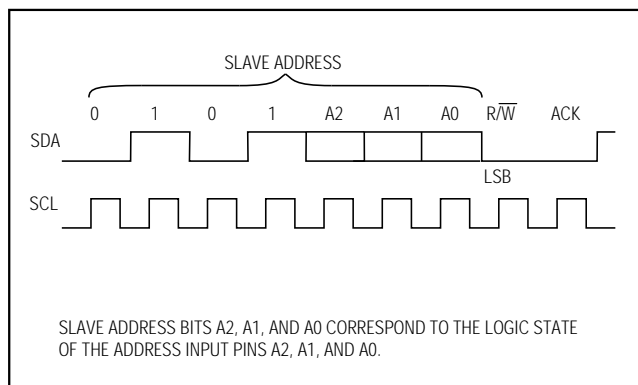 SLAVE ADDRESS
0 1 0 1 A2 A1 A0 R/W̅ ACK
SDA
LSB
SCL
SLAVE ADDRESS BITS A2, A1, AND A0 CORRESPOND TO THE LOGIC STATE
OF THE ADDRESS INPUT PINS A2, A1, AND A0.